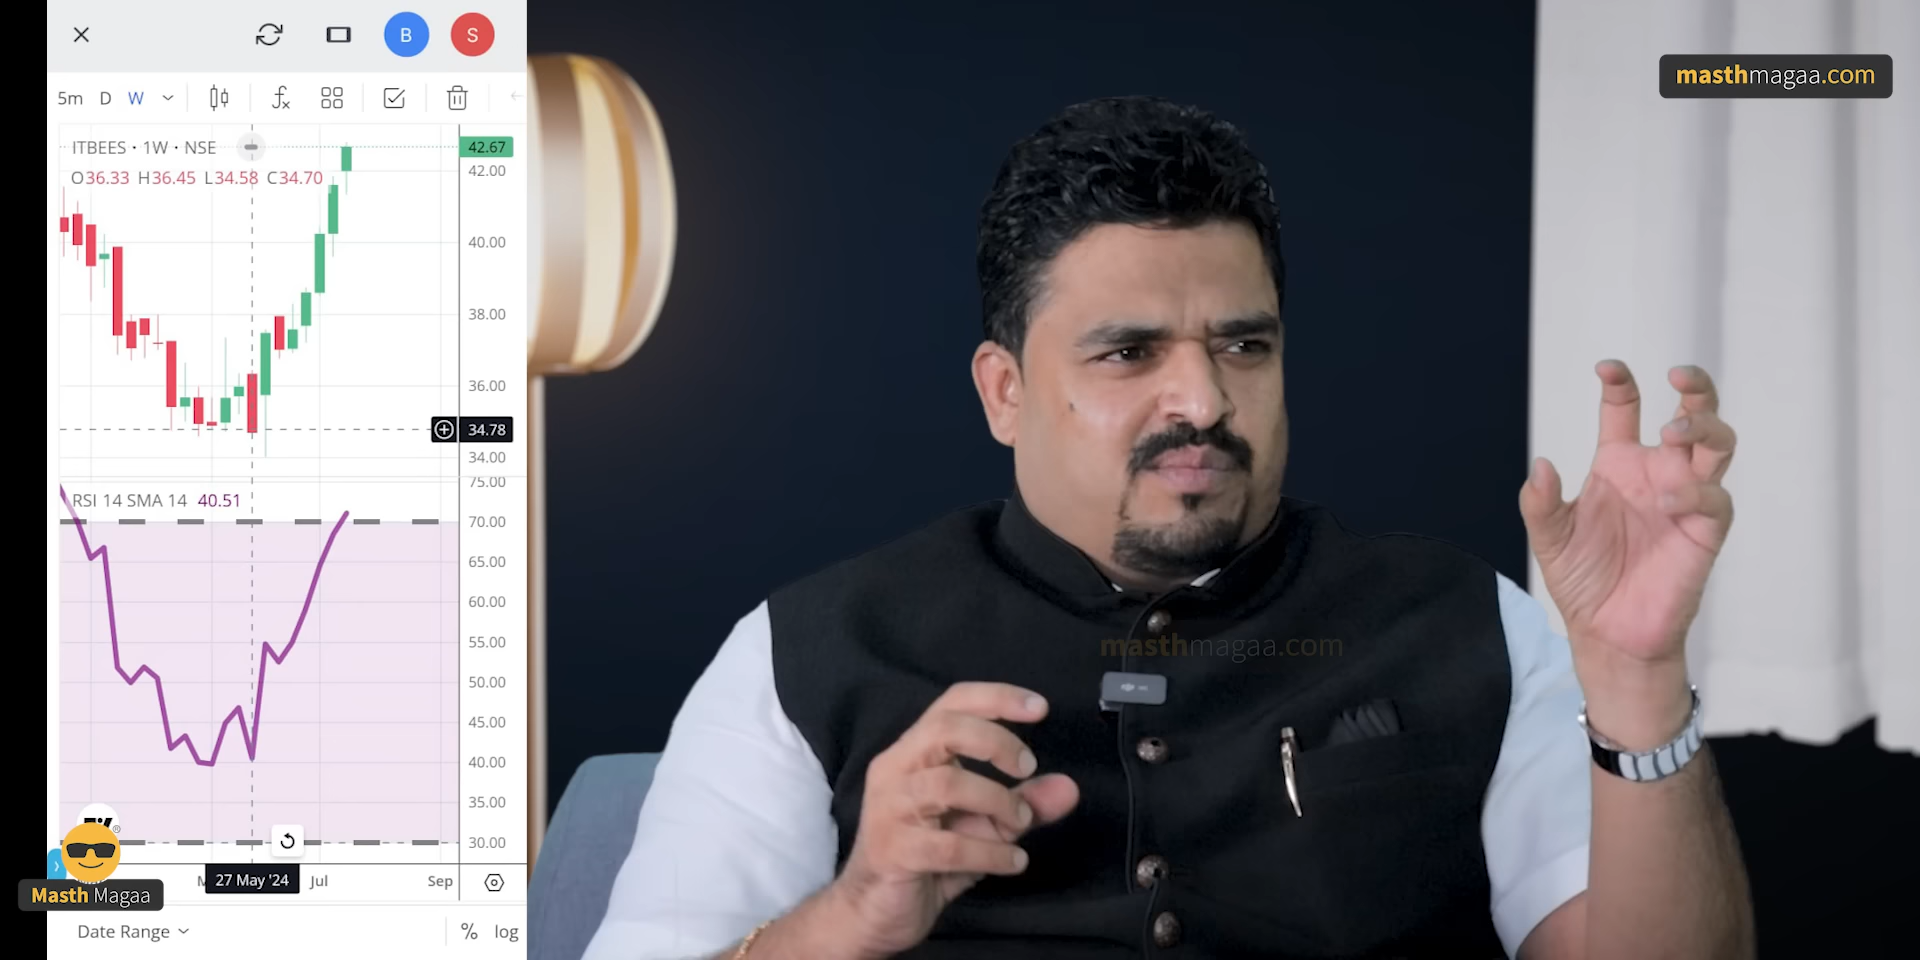 B
S
masthmagaa.com
5m D W
ITBEES · 1W · NSE
42.67
O36.33 H36.45 L34.58 C34.70
42.00
40.00
38.00
36.00
34.78
34.00
75.00
RSI 14 SMA 14 40.51
70.00
65.00
60.00
55.00
masthmagaa.com
50.00
45.00
40.00
35.00
30.00
27 May '24
Jul
Sep
Masth Magaa
Date Range
% log